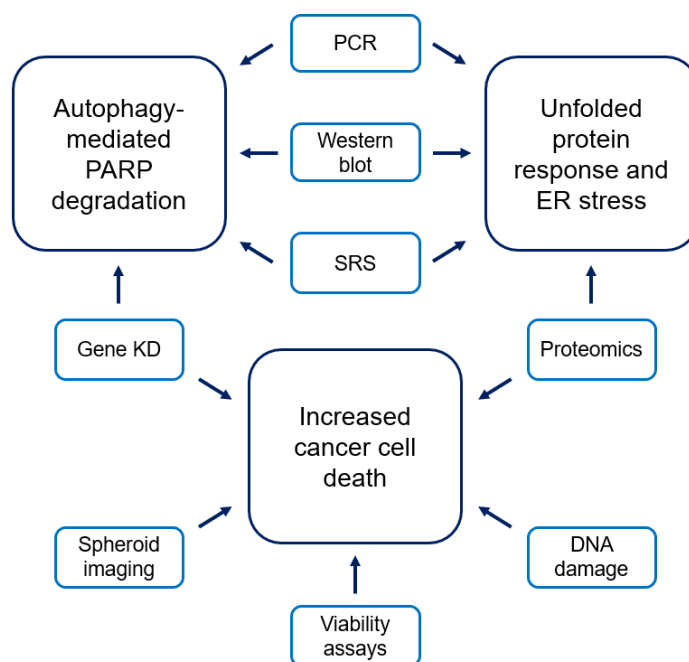 PCR
Autophagy-
mediated
PARP
degradation
Western
blot
Unfolded
protein
response and
ER stress
SRS
Gene KD
Proteomics
Increased
cancer cell
death
Spheroid
imaging
DNA
damage
Viability
assays